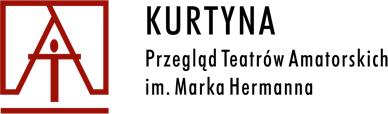 KURTYNA
Przegląd Teatrów Amatorskich
im. Marka Hermanna